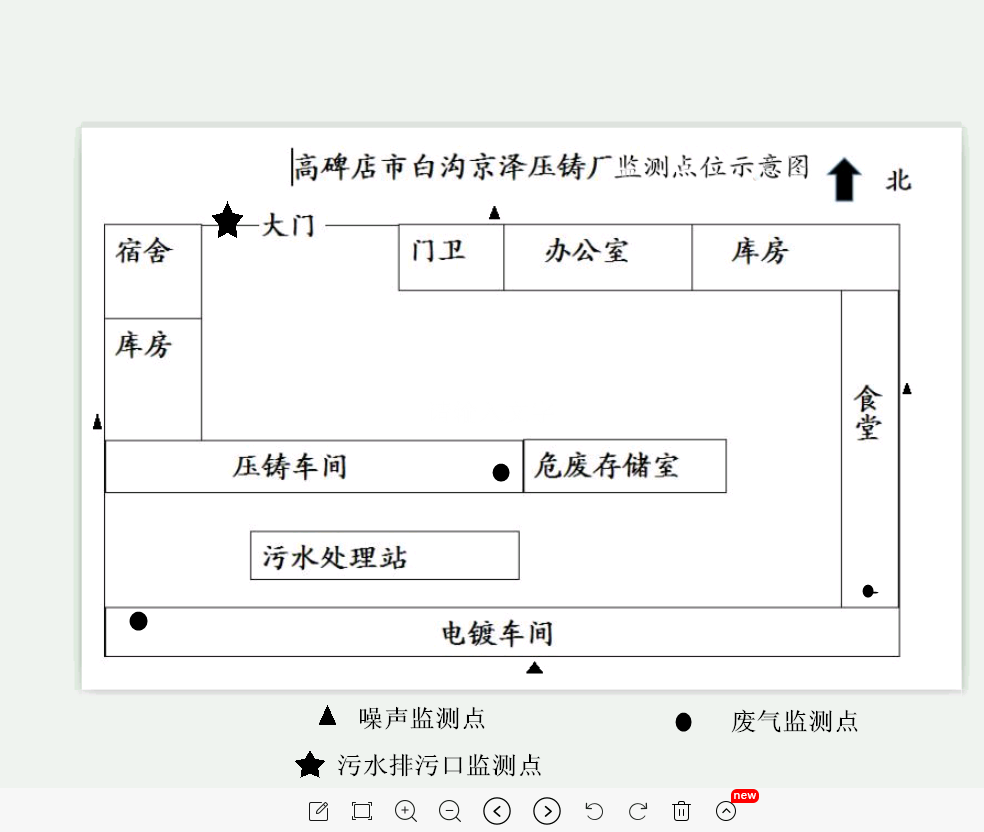 高碑店市白沟京泽压铸厂监测点位示意图
北
大门
宿舍
门卫
办公室
库房
库房
食堂
压铸车间
危废存储室
污水处理站
电镀车间
噪声监测点
废气监测点
污水排污口监测点
new